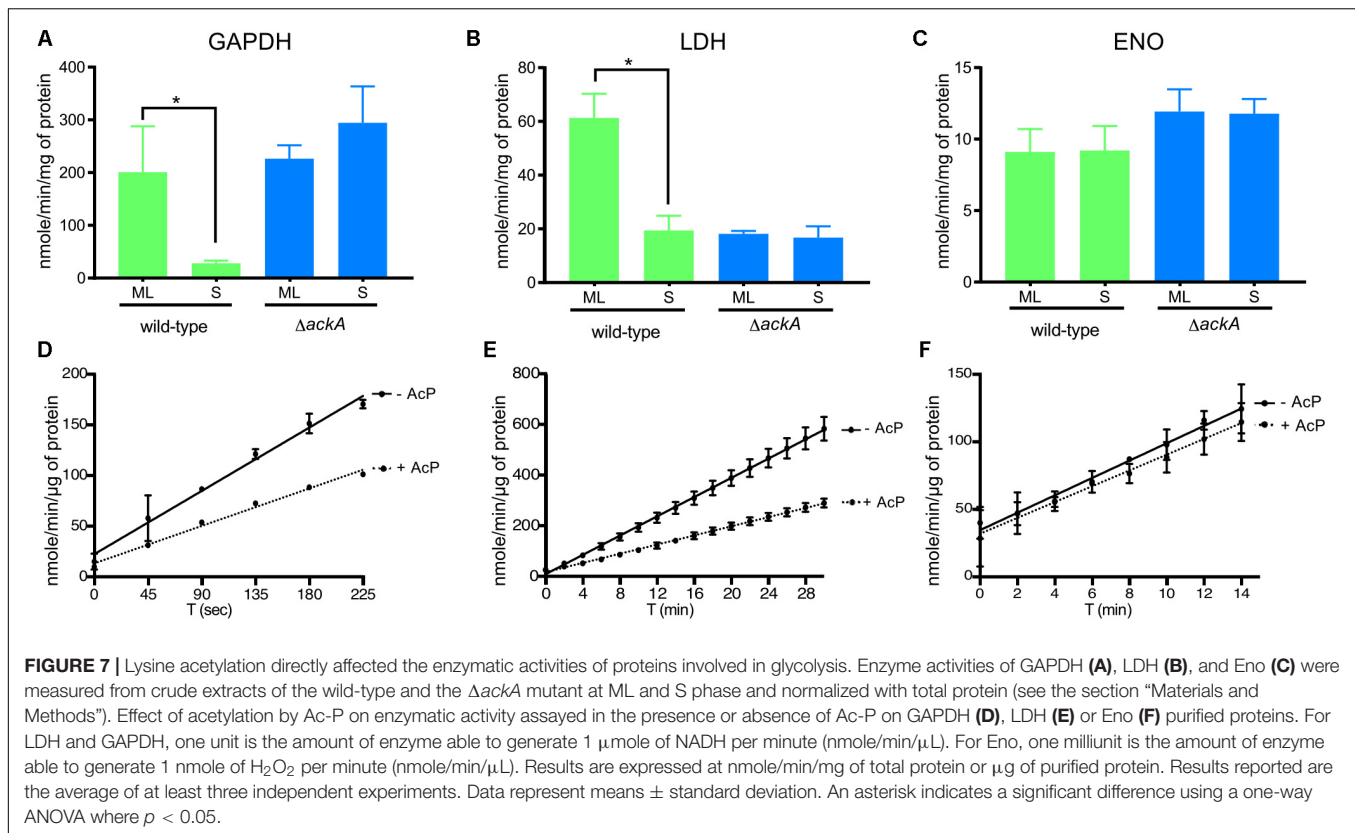 A
GAPDH
B
LDH
C
ENO
nmole/min/mg of protein
400
300
200
100
0
*
ML
S
ML
S
wild-type
ΔackA
nmole/min/mg of protein
80
60
40
20
0
*
ML
S
ML
S
wild-type
ΔackA
nmole/min/mg of protein
15
10
5
0
ML
S
ML
S
wild-type
ΔackA
D
nmole/min/μg of protein
200
150
100
50
0
- AcP
+ AcP
0 45 90 135 180 225
T (sec)
E
nmole/min/μg of protein
800
600
400
200
0
- AcP
+ AcP
0 4 8 12 16 20 24 28
T (min)
F
nmole/min/μg of protein
150
100
50
0
- AcP
+ AcP
0 2 4 6 8 10 12 14
T (min)
FIGURE 7 | Lysine acetylation directly affected the enzymatic activities of proteins involved in glycolysis. Enzyme activities of GAPDH (A), LDH (B), and Eno (C) were
measured from crude extracts of the wild-type and the ΔackA mutant at ML and S phase and normalized with total protein (see the section “Materials and
Methods”). Effect of acetylation by Ac-P on enzymatic activity assayed in the presence or absence of Ac-P on GAPDH (D), LDH (E) or Eno (F) purified proteins. For
LDH and GAPDH, one unit is the amount of enzyme able to generate 1 μmole of NADH per minute (nmole/min/μL). For Eno, one milliunit is the amount of enzyme
able to generate 1 nmole of H₂O₂ per minute (nmole/min/μL). Results are expressed at nmole/min/mg of total protein or μg of purified protein. Results reported are
the average of at least three independent experiments. Data represent means ± standard deviation. An asterisk indicates a significant difference using a one-way
ANOVA where p < 0.05.